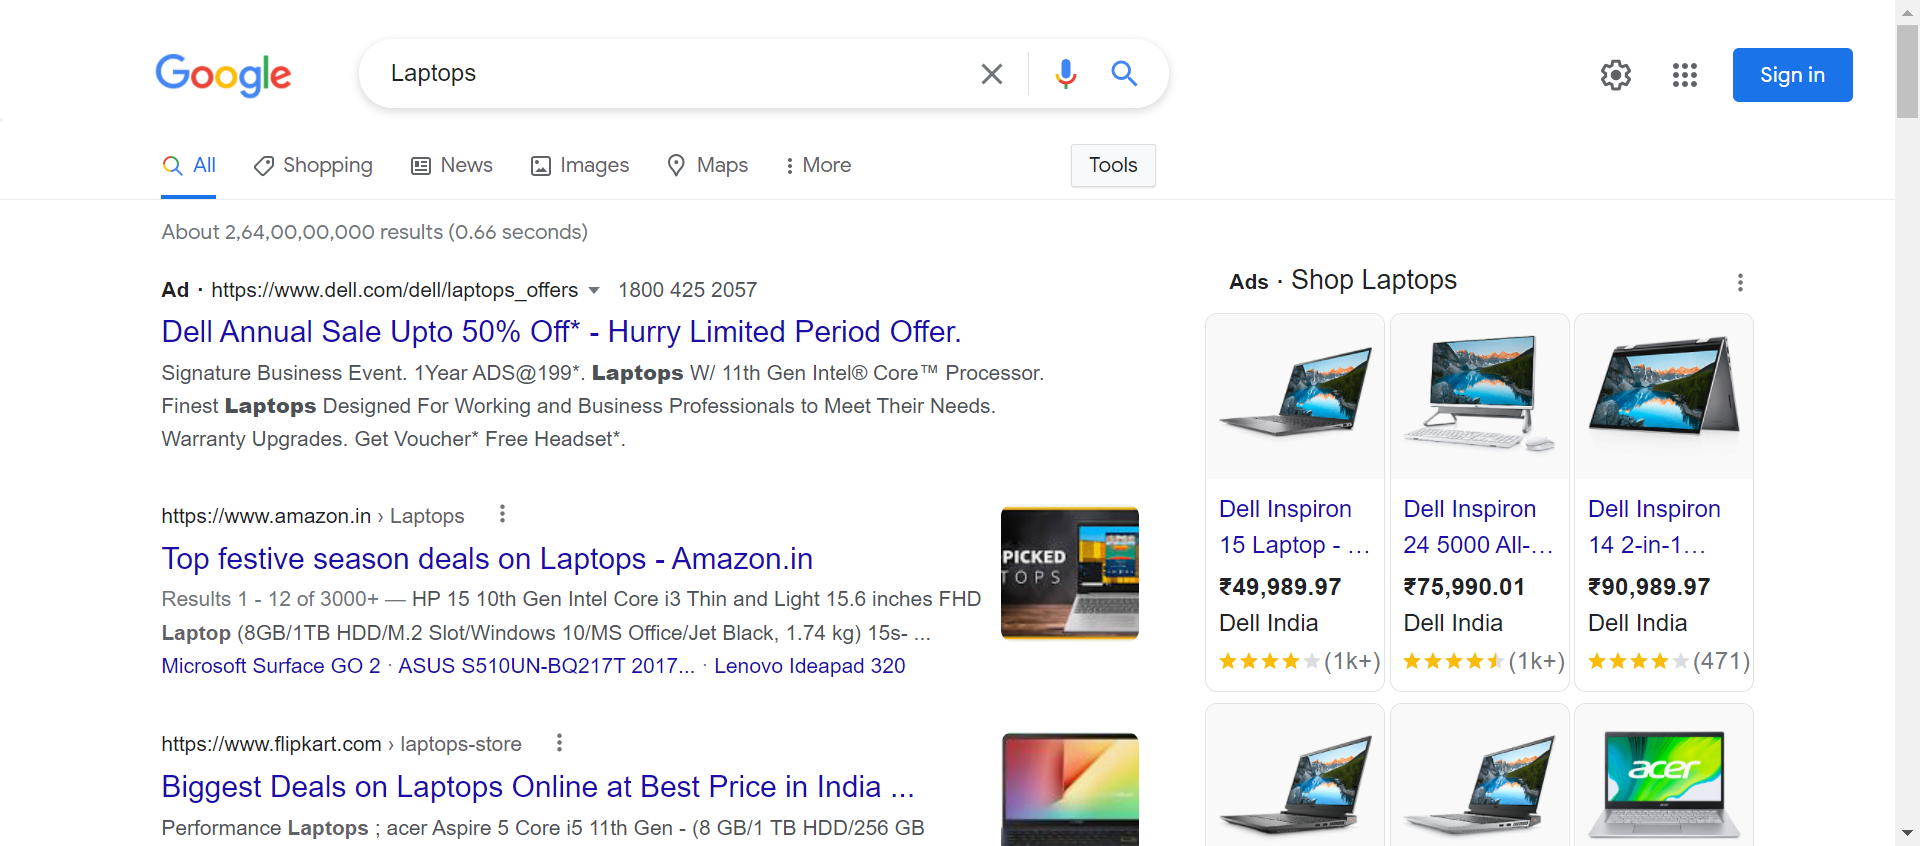 Google
Laptops
Sign in
All
Shopping
News
Images
Maps
More
Tools
About 2,64,00,00,000 results (0.66 seconds)
Ad · https://www.dell.com/dell/laptops_offers 1800 425 2057
Dell Annual Sale Upto 50% Off* - Hurry Limited Period Offer.
Signature Business Event. 1Year ADS@199*. Laptops W/ 11th Gen Intel® Core™ Processor.
Finest Laptops Designed For Working and Business Professionals to Meet Their Needs.
Warranty Upgrades. Get Voucher* Free Headset*.
https://www.amazon.in › Laptops
Top festive season deals on Laptops - Amazon.in
Results 1 - 12 of 3000+ — HP 15 10th Gen Intel Core i3 Thin and Light 15.6 inches FHD
Laptop (8GB/1TB HDD/M.2 Slot/Windows 10/MS Office/Jet Black, 1.74 kg) 15s- ...
Microsoft Surface GO 2 · ASUS S510UN-BQ217T 2017... · Lenovo Ideapad 320
PICKED
TOPS
https://www.flipkart.com › laptops-store
Biggest Deals on Laptops Online at Best Price in India ...
Performance Laptops ; acer Aspire 5 Core i5 11th Gen - (8 GB/1 TB HDD/256 GB
Ads · Shop Laptops
Dell Inspiron
15 Laptop - ...
₹49,989.97
Dell India
(1k+)
Dell Inspiron
24 5000 All-...
₹75,990.01
Dell India
(1k+)
Dell Inspiron
14 2-in-1...
₹90,989.97
Dell India
(471)
acer